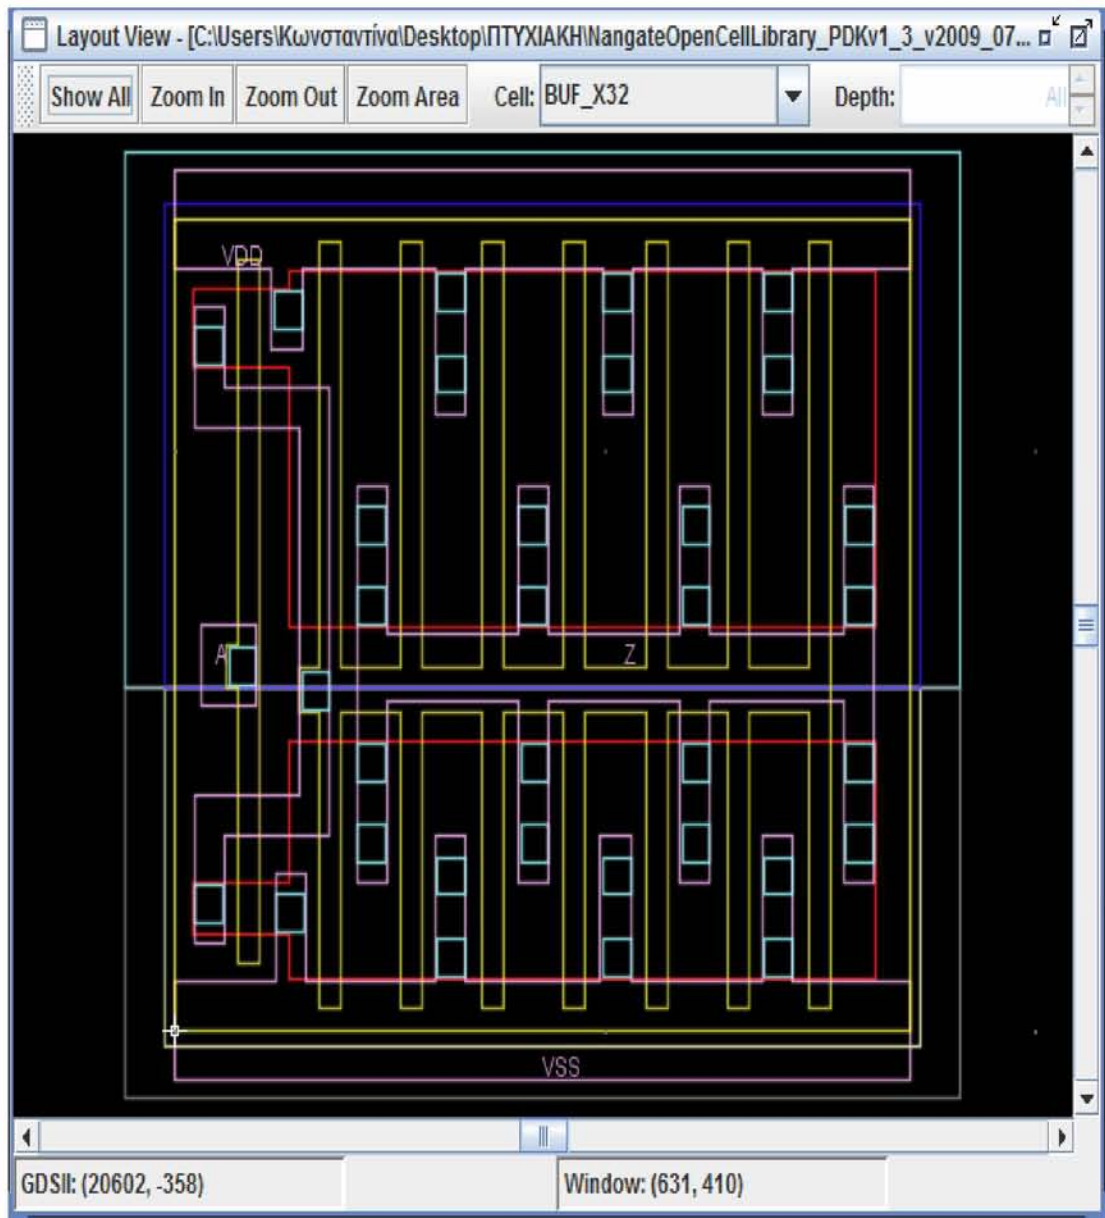 Layout View - [C:\Users\Κωνσταντίνα\Desktop\ΠΤΥΧΙΑΚΗ\NangateOpenCellLibrary_PDKv1_3_v2009_07...
Show All Zoom In Zoom Out Zoom Area Cell: BUF_X32 Depth: All
VDD
A Z
VSS
GDSII: (20602, -358) Window: (631, 410)